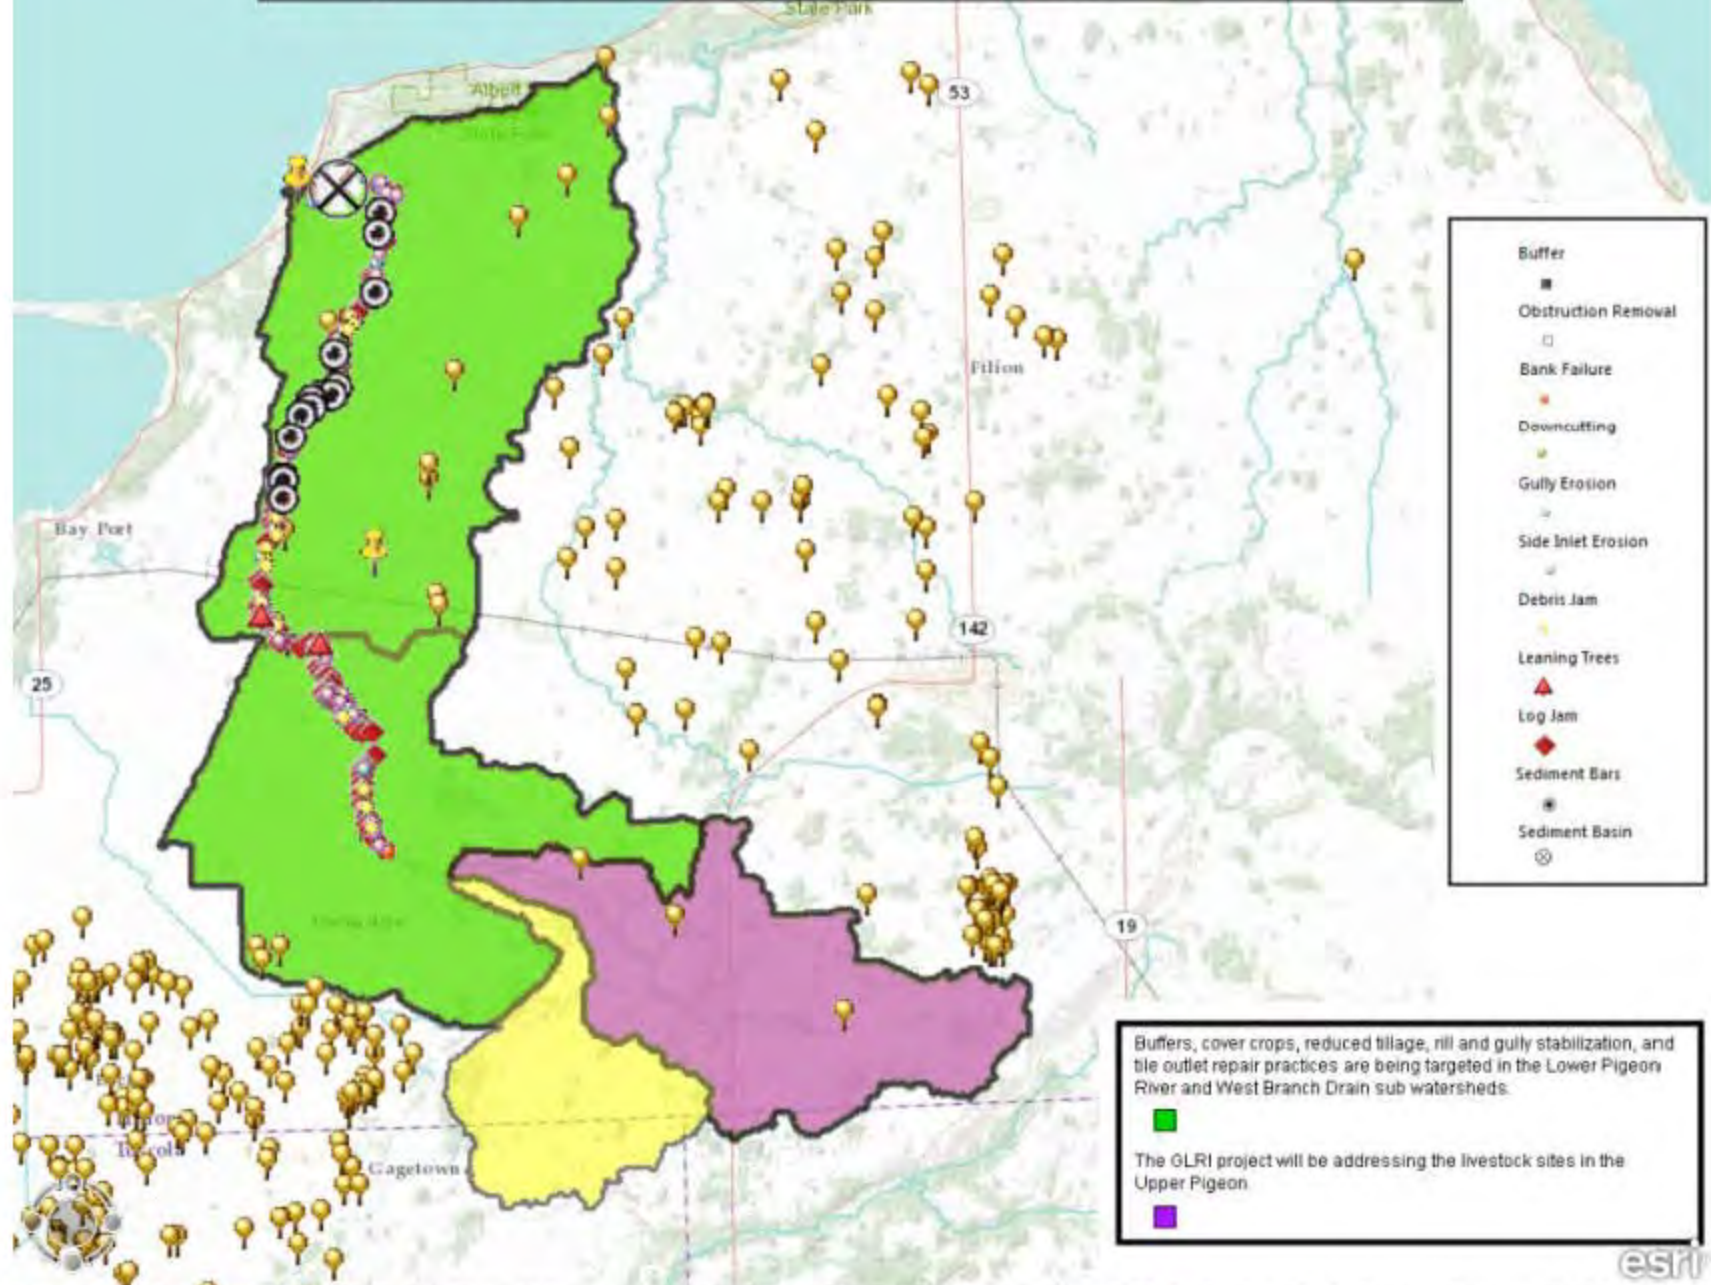 State Park
Albert
53
Filion
Bay Port
142
25
19
Gagetown
Buffer
Obstruction Removal
Bank Failure
Downcutting
Gully Erosion
Side Inlet Erosion
Debris Jam
Leaning Trees
Log Jam
Sediment Bars
Sediment Basin
Buffers, cover crops, reduced tillage, rill and gully stabilization, and
tile outlet repair practices are being targeted in the Lower Pigeon
River and West Branch Drain sub watersheds.
The GLRI project will be addressing the livestock sites in the
Upper Pigeon
esri